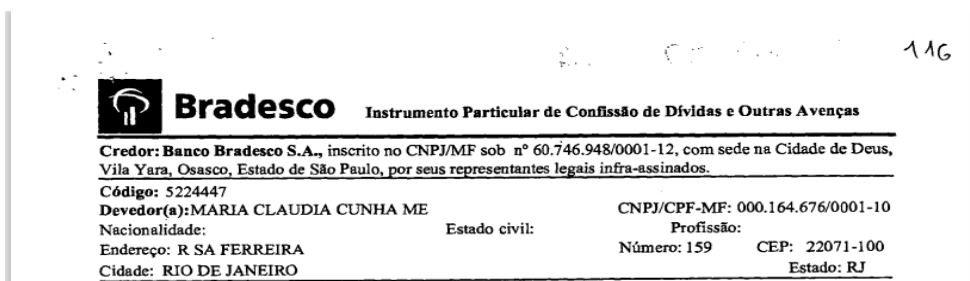 116
Bradesco Instrumento Particular de Confissão de Dívidas e Outras Avenças
Credor: Banco Bradesco S.A., inscrito no CNPJ/MF sob nº 60.746.948/0001-12, com sede na Cidade de Deus,
Vila Yara, Osasco, Estado de São Paulo, por seus representantes legais infra-assinados.
Código: 5224447
Devedor(a):MARIA CLAUDIA CUNHA ME CNPJ/CPF-MF: 000.164.676/0001-10
Nacionalidade: Estado civil: Profissão:
Endereço: R SA FERREIRA Número: 159 CEP: 22071-100
Cidade: RIO DE JANEIRO Estado: RJ